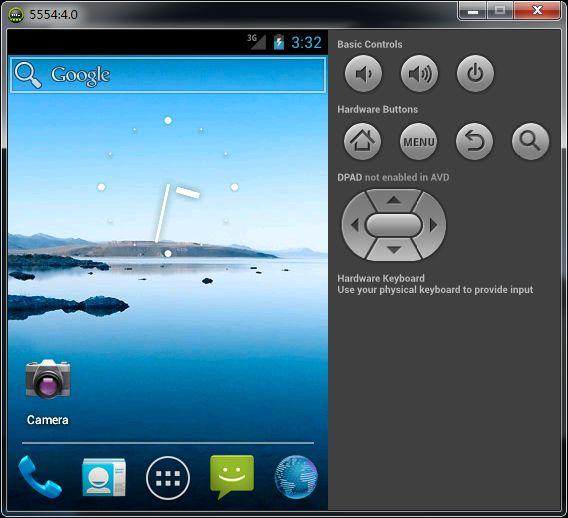 5554:4.0
3G 3:32
Google
Camera
Basic Controls
Hardware Buttons
MENU
DPAD not enabled in AVD
Hardware Keyboard
Use your physical keyboard to provide input